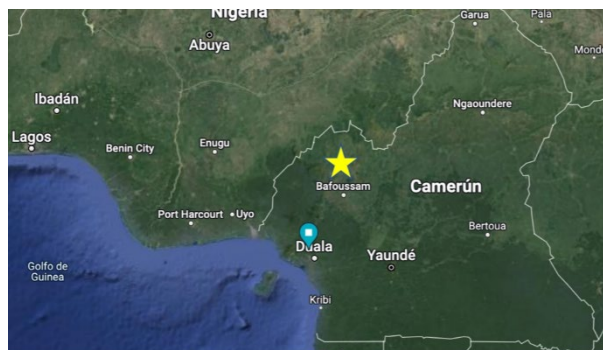 Nigeria
Garua
Pala
Abuya
Mond
Ibadán
Ngaoundere
Lagos
Benin City
Enugu
Bafoussam
Camerún
Port Harcourt
Uyo
Bertoua
Duala
Yaundé
Golfo de
Guinea
Kribi